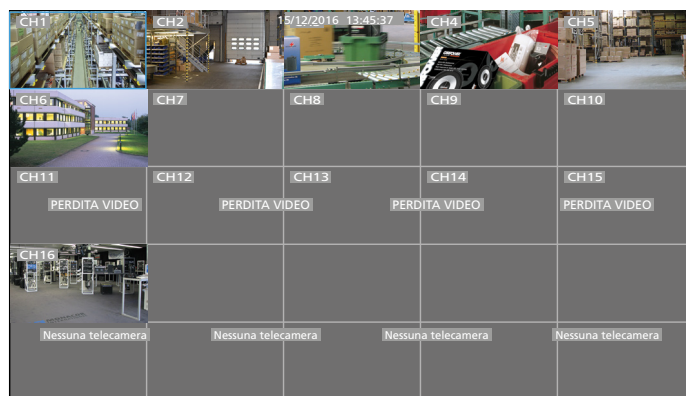 CH1
CH2
15/12/2016 13:45:37
CH4
CH5
CH6
CH7
CH8
CH9
CH10
CH11
CH12
CH13
CH14
CH15
PERDITA VIDEO
PERDITA VIDEO
PERDITA VIDEO
PERDITA VIDEO
CH16
Nessuna telecamera
Nessuna telecamera
Nessuna telecamera
Nessuna telecamera